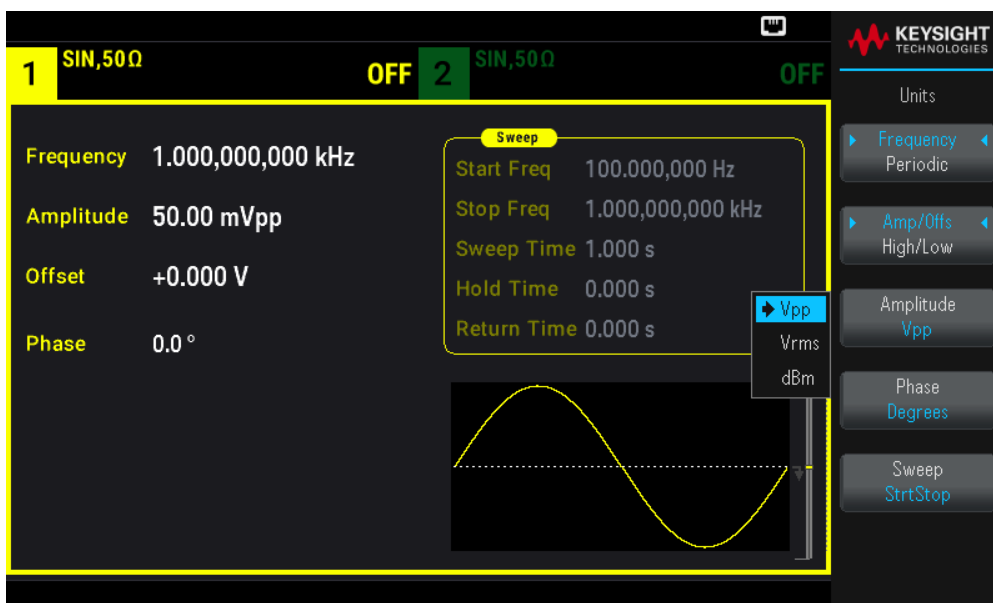 KEYSIGHT
TECHNOLOGIES
1 SIN,50Ω OFF 2 SIN,50Ω OFF
Units
Frequency 1.000,000,000 kHz
Amplitude 50.00 mVpp
Offset +0.000 V
Phase 0.0 °
Sweep
Start Freq 100.000,000 Hz
Stop Freq 1.000,000,000 kHz
Sweep Time 1.000 s
Hold Time 0.000 s
Return Time 0.000 s
Vpp
Vrms
dBm
Frequency
Periodic
Amp/Offs
High/Low
Amplitude
Vpp
Phase
Degrees
Sweep
StrtStop